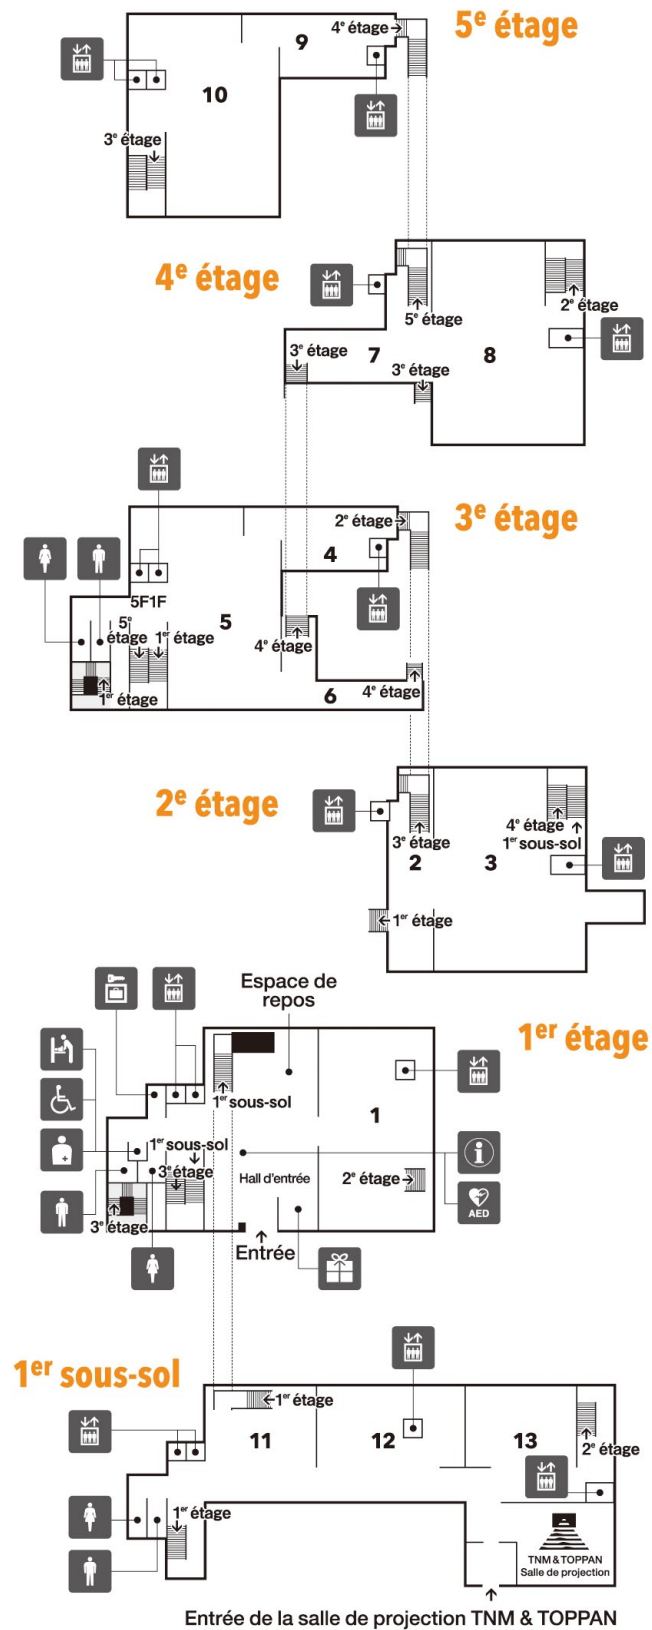 5e étage
4e étage
9
10
3e étage
4e étage
5e étage
2e étage
3e étage
7
8
3e étage
3e étage
2e étage
4
5F1F
5
5e
étage
1er étage
4e étage
1er étage
6
4e étage
2e étage
3e étage
2
3
4e étage
1er sous-sol
1er étage
1er étage
Espace de
repos
1er sous-sol
1
1er sous-sol
3e étage
Hall d'entrée
2e étage
3e étage
Entrée
AED
1er sous-sol
1er étage
11
12
13
2e étage
1er étage
TNM & TOPPAN
Salle de projection
Entrée de la salle de projection TNM & TOPPAN